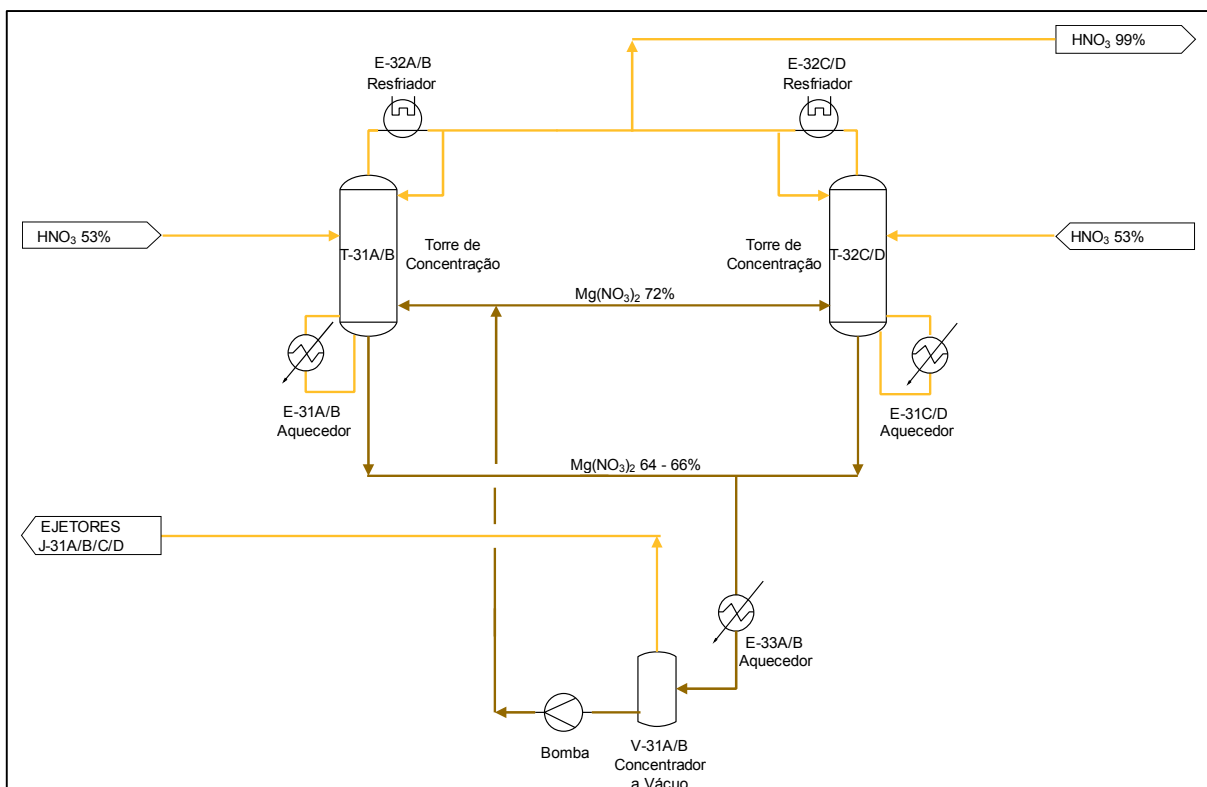 HNO₃ 99%
E-32A/B
Resfriador
E-32C/D
Resfriador
HNO₃ 53%
T-31A/B
Torre de
Concentração
Torre de
Concentração
T-32C/D
HNO₃ 53%
Mg(NO₃)₂ 72%
E-31A/B
Aquecedor
E-31C/D
Aquecedor
Mg(NO₃)₂ 64 - 66%
EJETORES
J-31A/B/C/D
E-33A/B
Aquecedor
Bomba
V-31A/B
Concentrador
a Vácuo